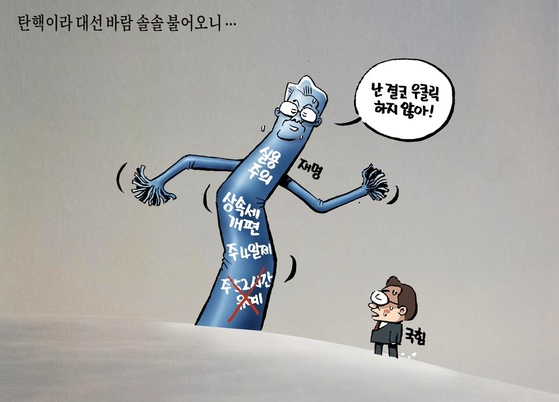 탄핵이라 대선 바람 솔솔 불어오니…
난 결코 우클릭
하지 않아!
실용
주의
재명
상속세
개편
주4일제
주52시간
국힘